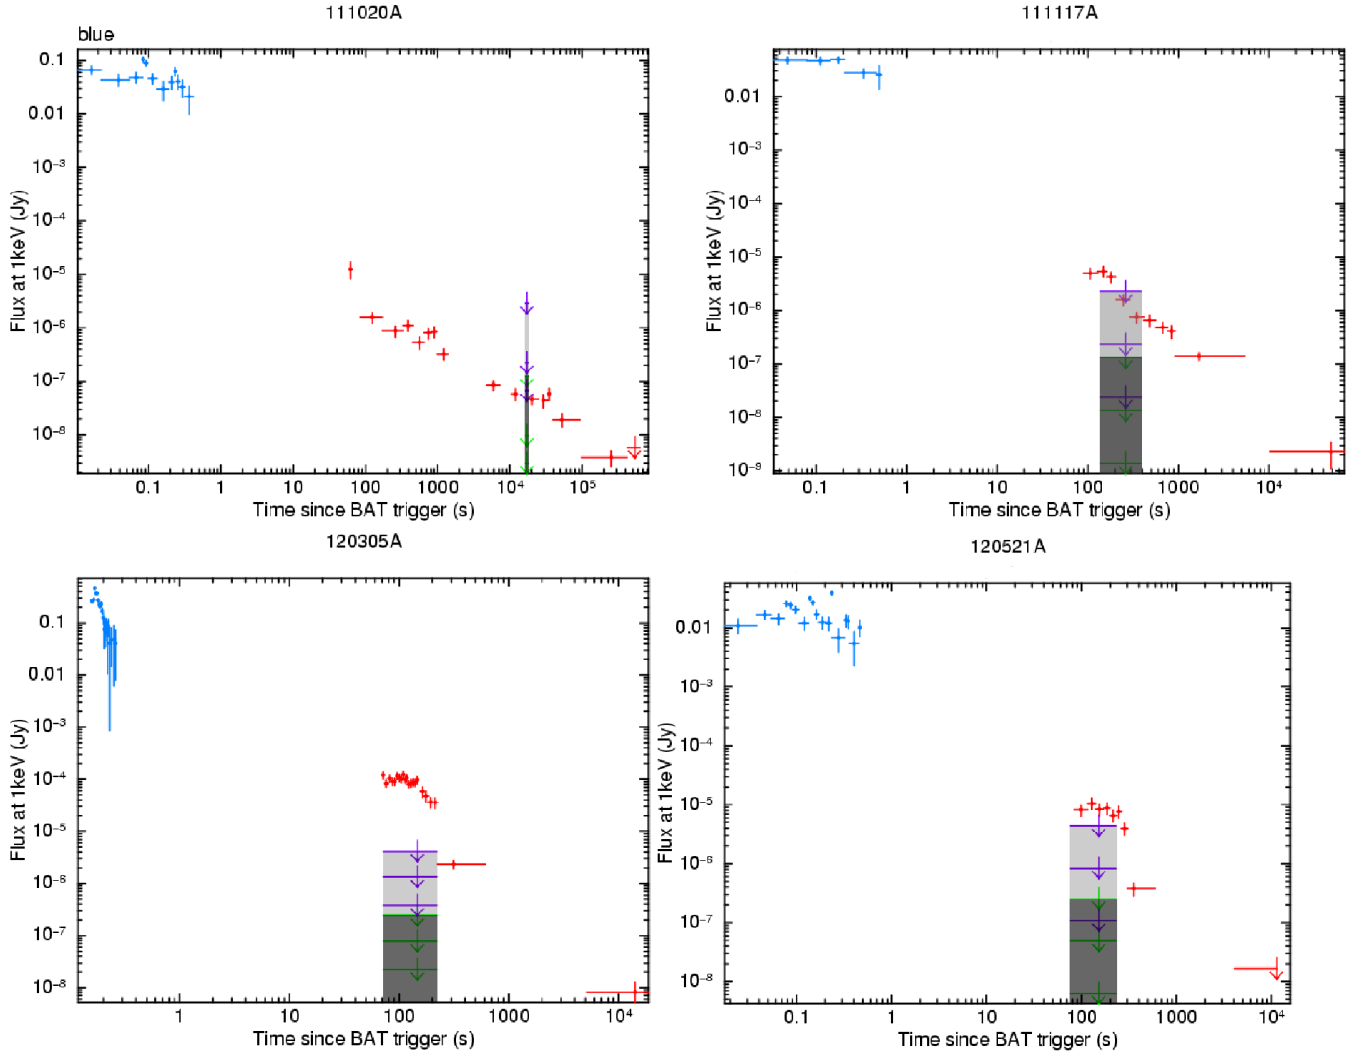 111020A
blue
0.1
0.01
10⁻³
10⁻⁴
10⁻⁵
10⁻⁶
10⁻⁷
10⁻⁸
Flux at 1keV (Jy)
0.1 1 10 100 1000 10⁴ 10⁵
Time since BAT trigger (s)
111117A
0.01
10⁻³
10⁻⁴
10⁻⁵
10⁻⁶
10⁻⁷
10⁻⁸
10⁻⁹
Flux at 1keV (Jy)
0.1 1 10 100 1000 10⁴
Time since BAT trigger (s)
120305A
0.1
0.01
10⁻³
10⁻⁴
10⁻⁵
10⁻⁶
10⁻⁷
10⁻⁸
Flux at 1keV (Jy)
1 10 100 1000 10⁴
Time since BAT trigger (s)
120521A
0.01
10⁻³
10⁻⁴
10⁻⁵
10⁻⁶
10⁻⁷
10⁻⁸
Flux at 1keV (Jy)
0.1 1 10 100 1000 10⁴
Time since BAT trigger (s)